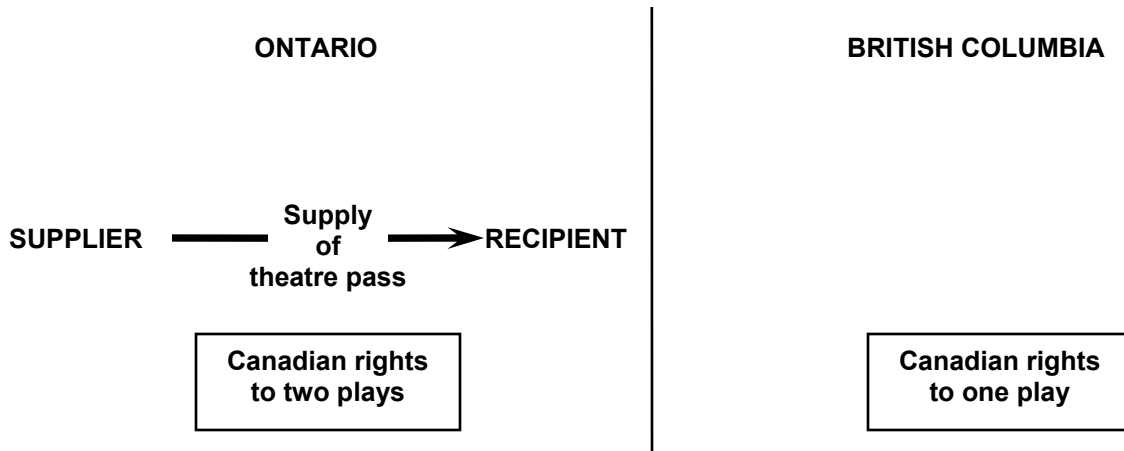 ONTARIO
BRITISH COLUMBIA
SUPPLIER
Supply
of
theatre pass
RECIPIENT
Canadian rights
to two plays
Canadian rights
to one play